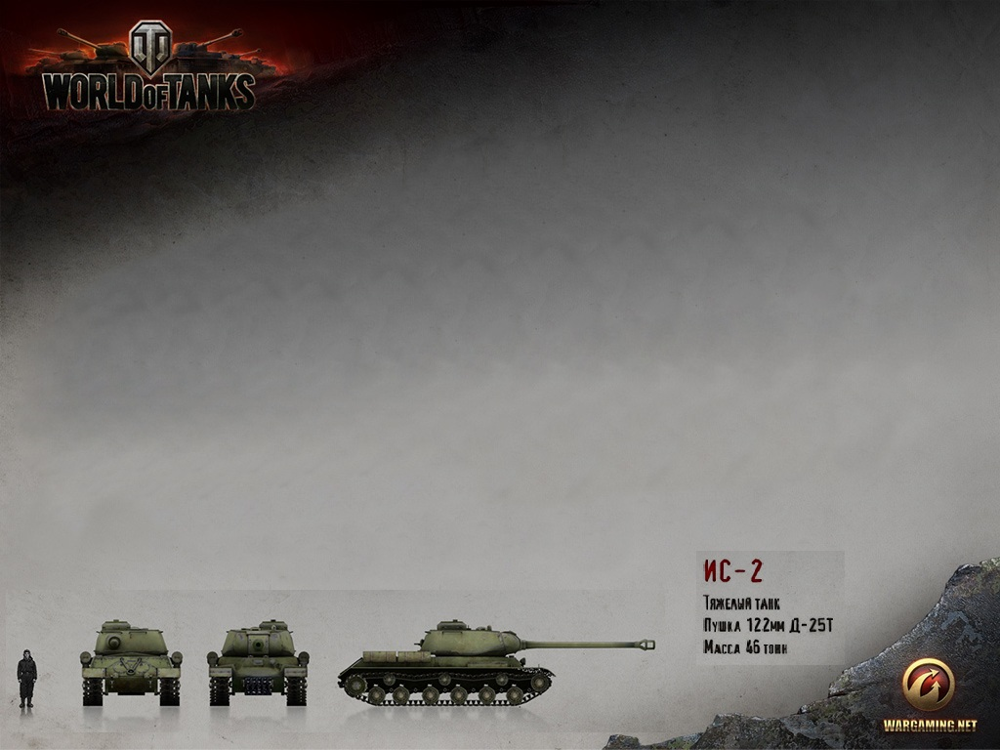 WORLD OF TANKS
ИС-2
Тяжелый танк
Пушка 122мм Д-25Т
Масса 46 тонн
WARGAMING.NET